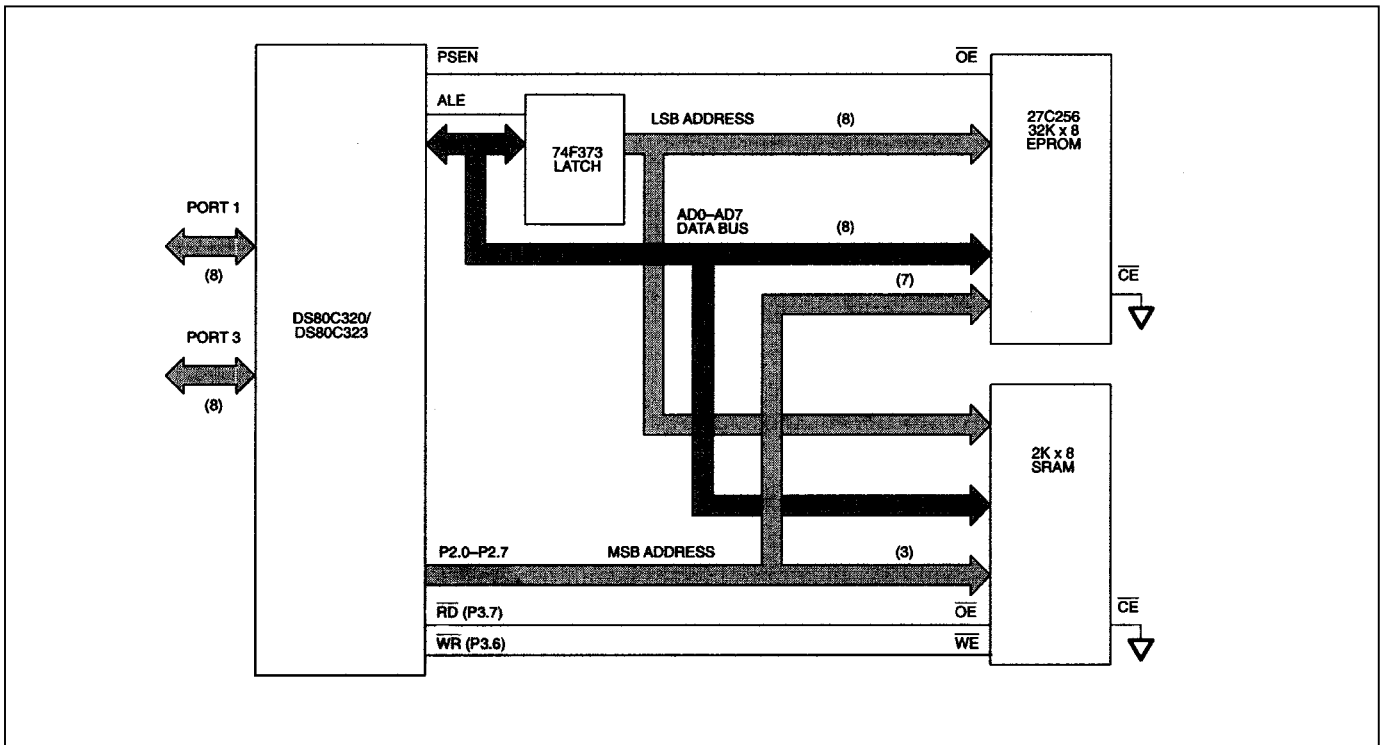 PSEN
OE
ALE
LSB ADDRESS
(8)
74F373
LATCH
27C256
32K x 8
EPROM
PORT 1
(8)
AD0–AD7
DATA BUS
(8)
(7)
CE
DS80C320/
DS80C323
PORT 3
(8)
2K x 8
SRAM
P2.0–P2.7
MSB ADDRESS
(3)
RD (P3.7)
OE
CE
WR (P3.6)
WE